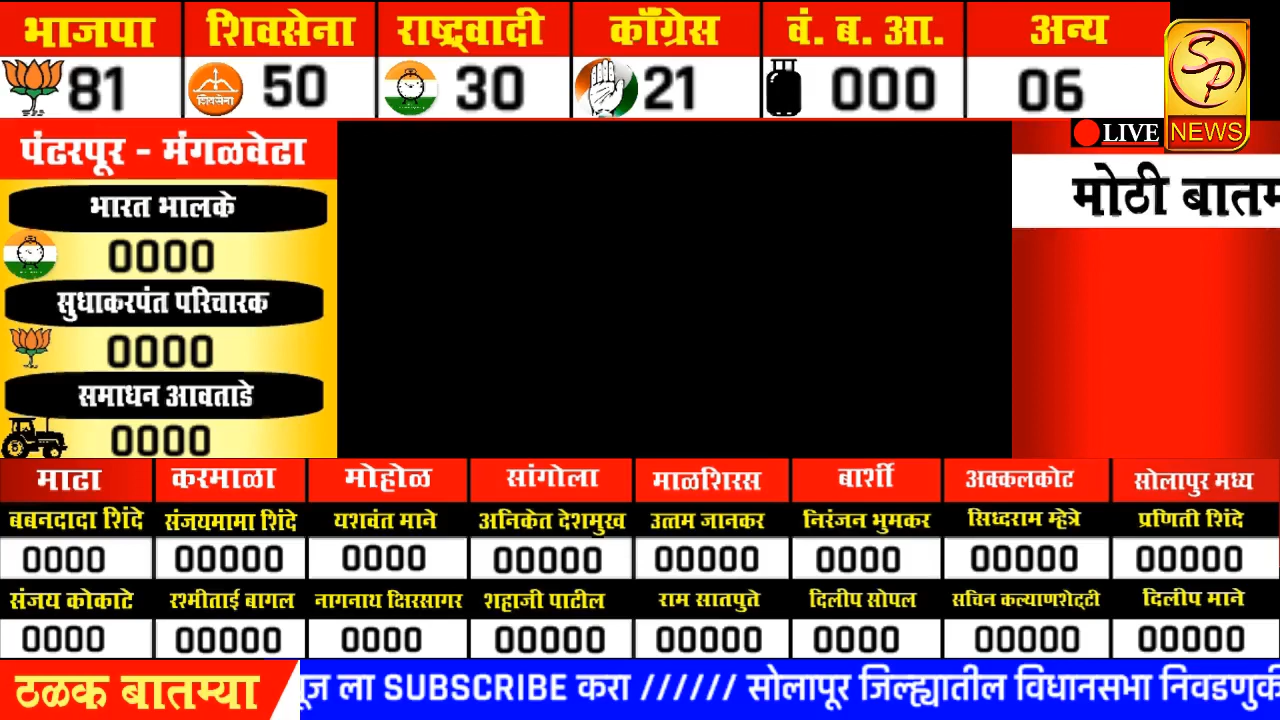 भाजपा शिवसेना राष्ट्रवादी काँग्रेस वं. ब. आ. अन्य
81 शिवसेना 50 30 21 000 06
SP
LIVE NEWS
पंढरपूर - मंगळवेढा
मोठी बातम
भारत भालके
0000
सुधाकरपंत परिचारक
0000
समाधन आवताडे
0000
माढा करमाळा मोहोळ सांगोला माळशिरस बार्शी अक्कलकोट सोलापुर मध्य
बबनदादा शिंदे संजयमामा शिंदे यशवंत माने अनिकेत देशमुख उत्तम जानकर निरंजन भुमकर सिध्दराम म्हेत्रे प्रणिती शिंदे
0000 00000 0000 00000 00000 0000 00000 00000
संजय कोकाटे रश्मीताई बागल नागनाथ क्षिरसागर शहाजी पाटील राम सातपुते दिलीप सोपल सचिन कल्याणशेट्टी दिलीप माने
0000 00000 0000 00000 00000 0000 00000 00000
ठळक बातम्या
यूज ला SUBSCRIBE करा ////// सोलापूर जिल्ह्यातील विधानसभा निवडणुकी